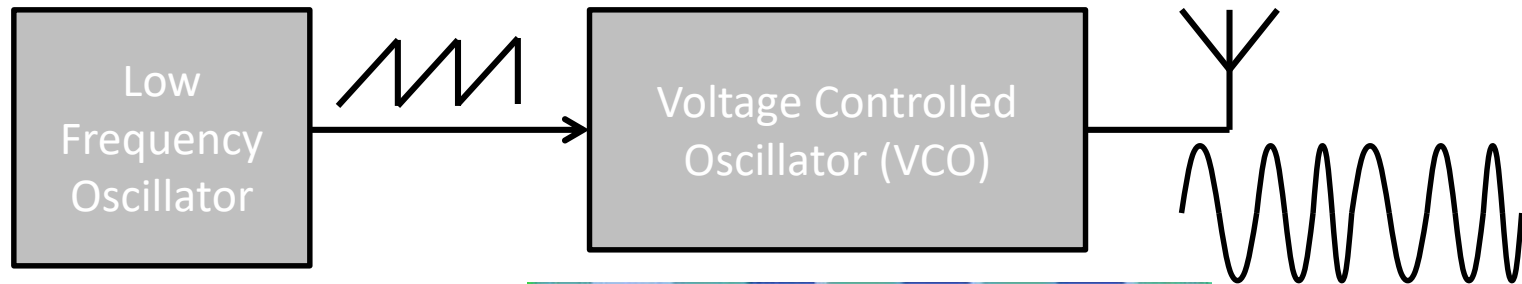 Low
Frequency
Oscillator
Voltage Controlled
Oscillator (VCO)